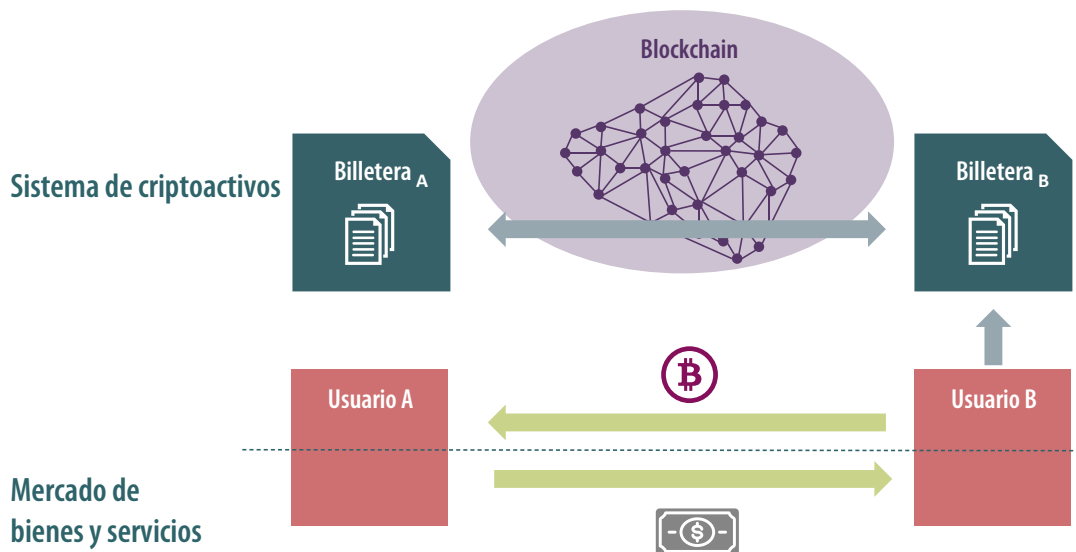 Blockchain
Sistema de criptoactivos
Billetera A
Billetera B
Usuario A
Usuario B
Mercado de
bienes y servicios